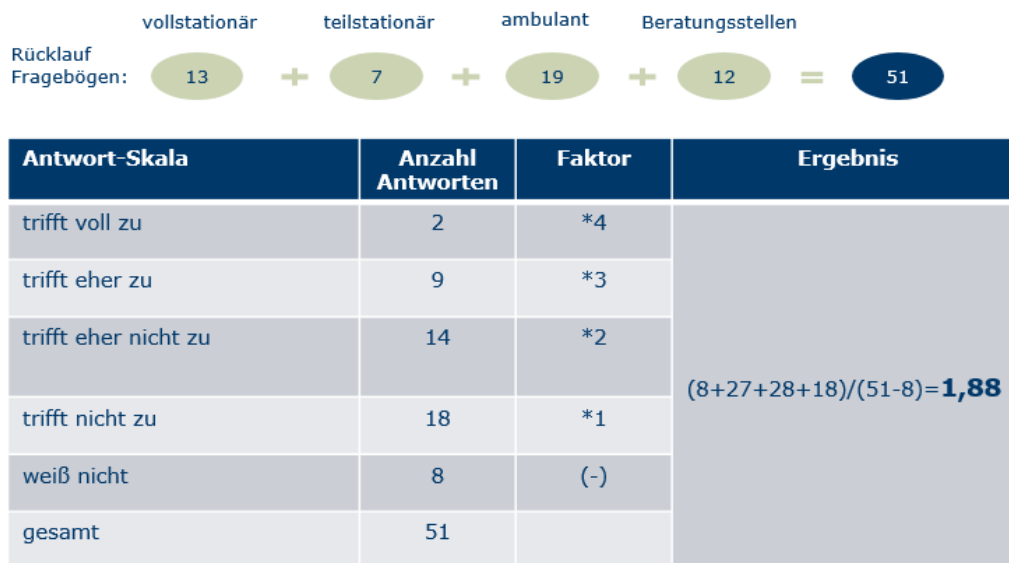 vollstationär teilstationär ambulant Beratungsstellen
Rücklauf
Fragebögen: 13 + 7 + 19 + 12 = 51
Antwort-Skala Anzahl Antworten Faktor Ergebnis
trifft voll zu 2 *4
trifft eher zu 9 *3
trifft eher nicht zu 14 *2
(8+27+28+18)/(51-8)=1,88
trifft nicht zu 18 *1
weiß nicht 8 (-)
gesamt 51